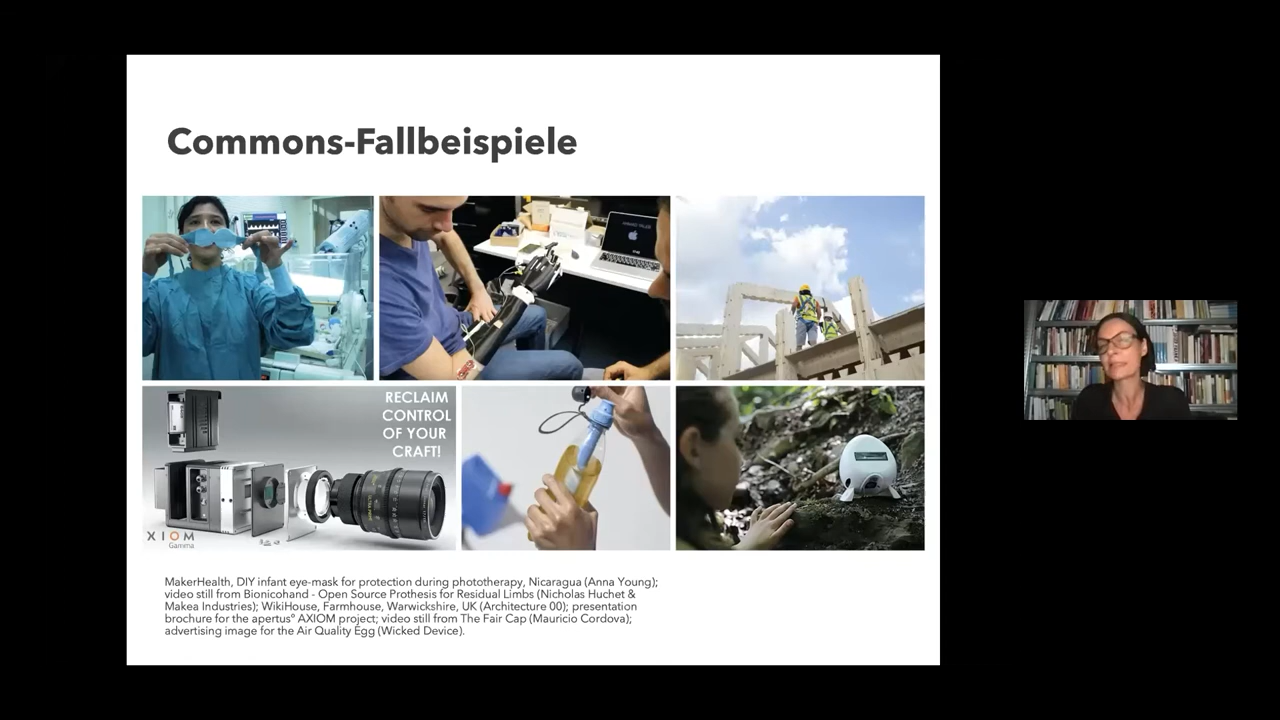 Commons-Fallbeispiele
RECLAIM
CONTROL
OF YOUR
CRAFT!
XIOM
Gamma
MakerHealth, DIY infant eye-mask for protection during phototherapy, Nicaragua (Anna Young);
video still from Bionicohand - Open Source Prothesis for Residual Limbs (Nicholas Huchet &
Makea Industries); WikiHouse, Farmhouse, Warwickshire, UK (Architecture 00); presentation
brochure for the apertus° AXIOM project; video still from The Fair Cap (Mauricio Cordova);
advertising image for the Air Quality Egg (Wicked Device).